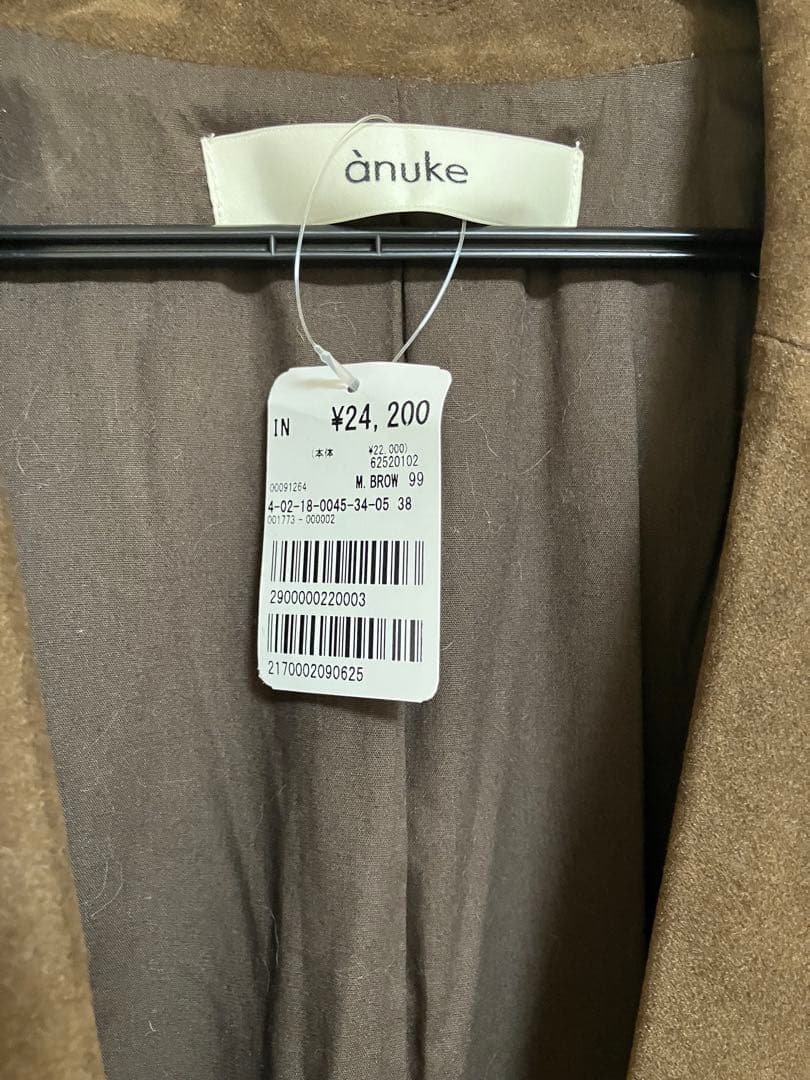 ànuke
IN ¥24,200
(本体 ¥22,000)
62520102
00091264 M.BROW 99
4-02-18-0045-34-05 38
001773-000002
2900000220003
2170002090625